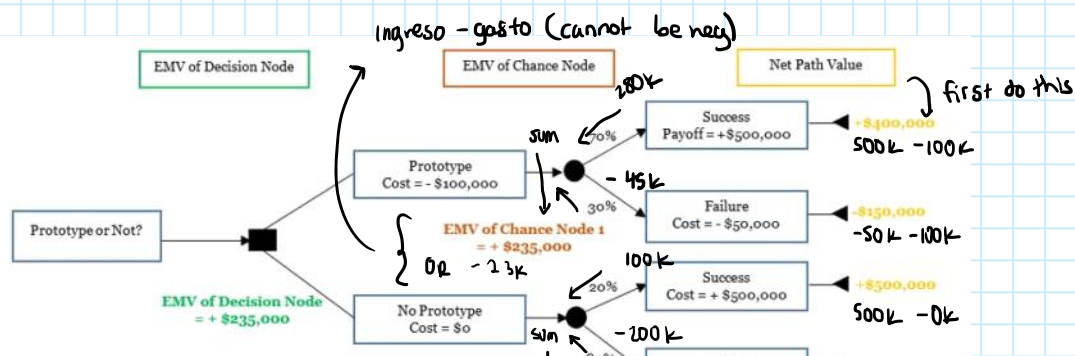 ingreso - gasto (cannot be neg)
EMV of Decision Node
EMV of Chance Node
Net Path Value
first do this
280k
Success
Payoff = +$500,000
70%
+$400,000
500k -100k
sum
Prototype
Cost = - $100,000
- 45k
30%
Failure
Cost = - $50,000
-$150,000
-50k -100k
Prototype or Not?
EMV of Chance Node 1
= + $235,000
OR - 23k
100k
20%
Success
Cost = + $500,000
+$500,000
500k -0k
EMV of Decision Node
= + $235,000
No Prototype
Cost = $0
sum
-200k